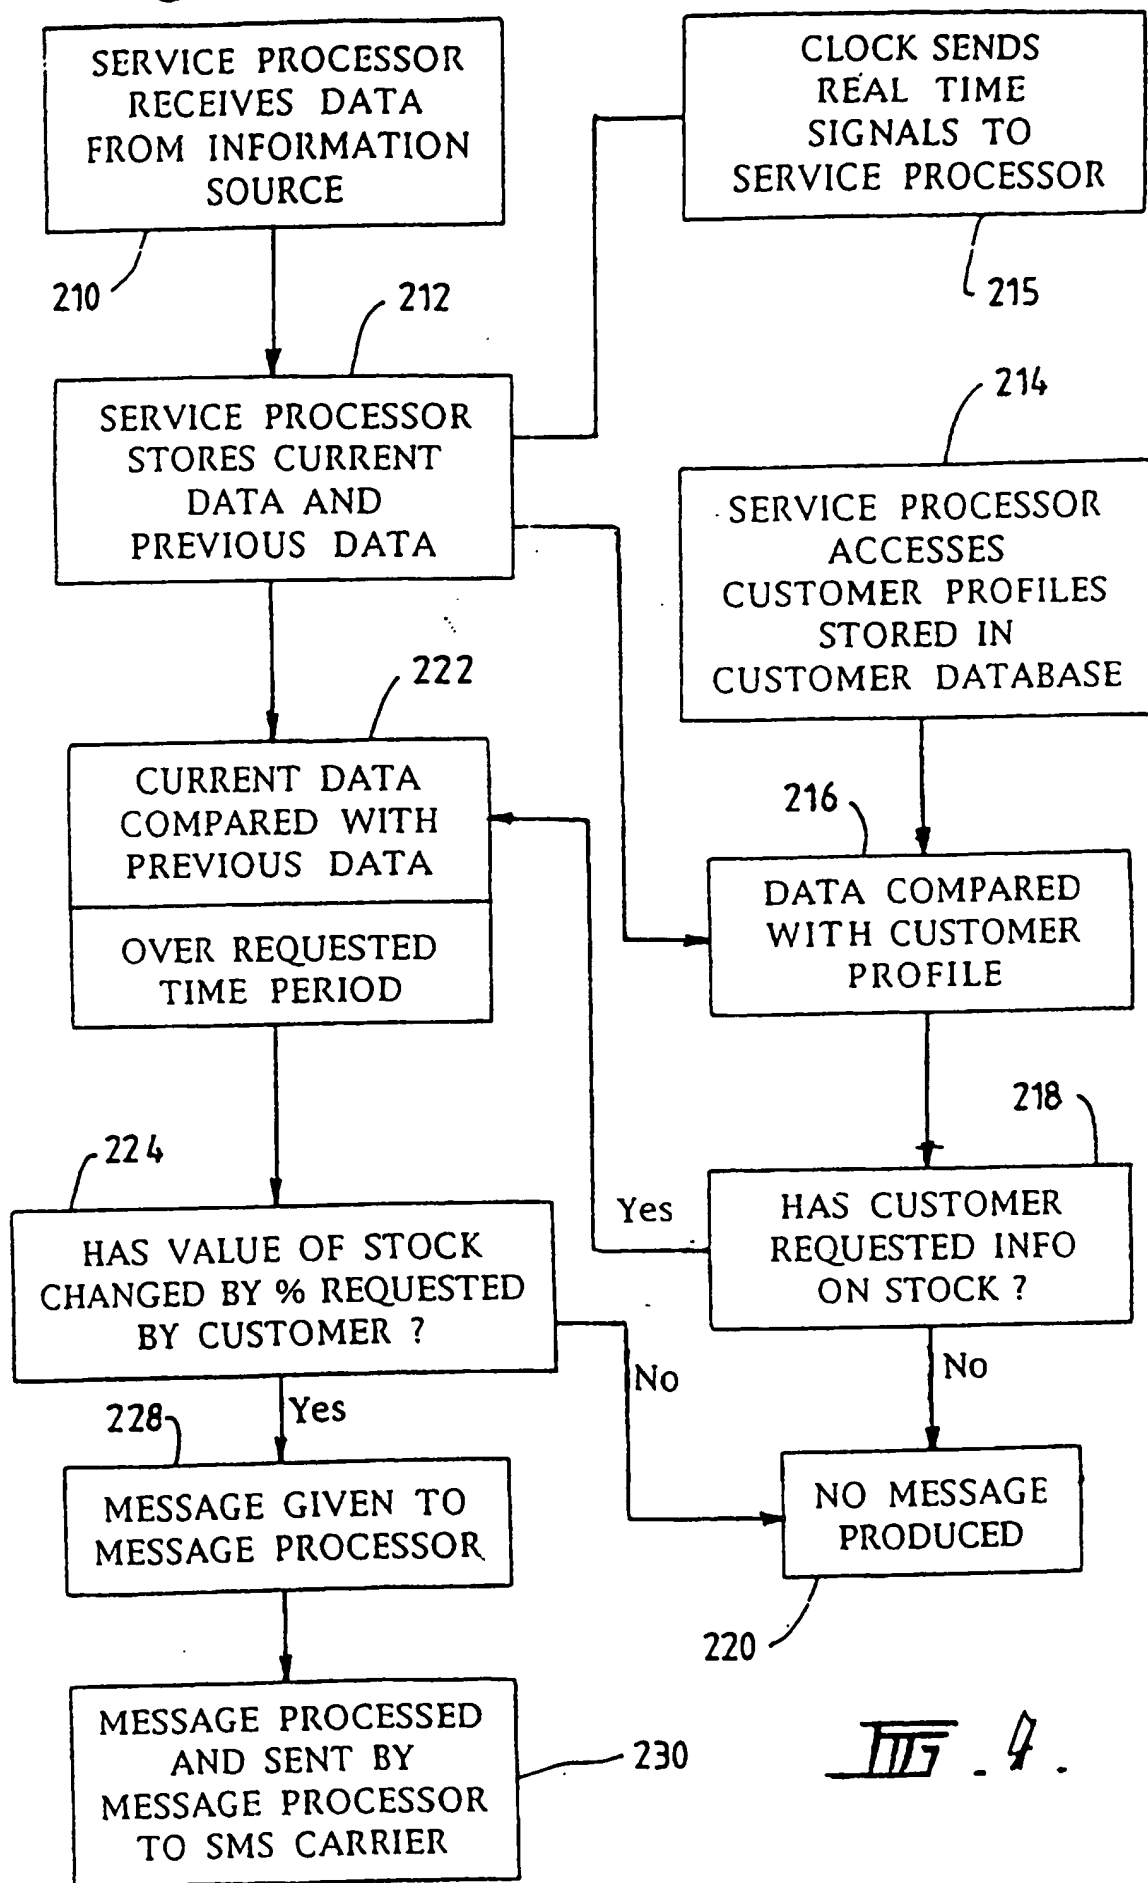 SERVICE PROCESSOR
RECEIVES DATA
FROM INFORMATION
SOURCE
210
CLOCK SENDS
REAL TIME
SIGNALS TO
SERVICE PROCESSOR
215
212
SERVICE PROCESSOR
STORES CURRENT
DATA AND
PREVIOUS DATA
214
SERVICE PROCESSOR
ACCESSES
CUSTOMER PROFILES
STORED IN
CUSTOMER DATABASE
222
CURRENT DATA
COMPARED WITH
PREVIOUS DATA
OVER REQUESTED
TIME PERIOD
216
DATA COMPARED
WITH CUSTOMER
PROFILE
224
HAS VALUE OF STOCK
CHANGED BY % REQUESTED
BY CUSTOMER ?
218
HAS CUSTOMER
REQUESTED INFO
ON STOCK ?
Yes
No
No
Yes
228
MESSAGE GIVEN TO
MESSAGE PROCESSOR
NO MESSAGE
PRODUCED
220
MESSAGE PROCESSED
AND SENT BY
MESSAGE PROCESSOR
TO SMS CARRIER
230
FIG.